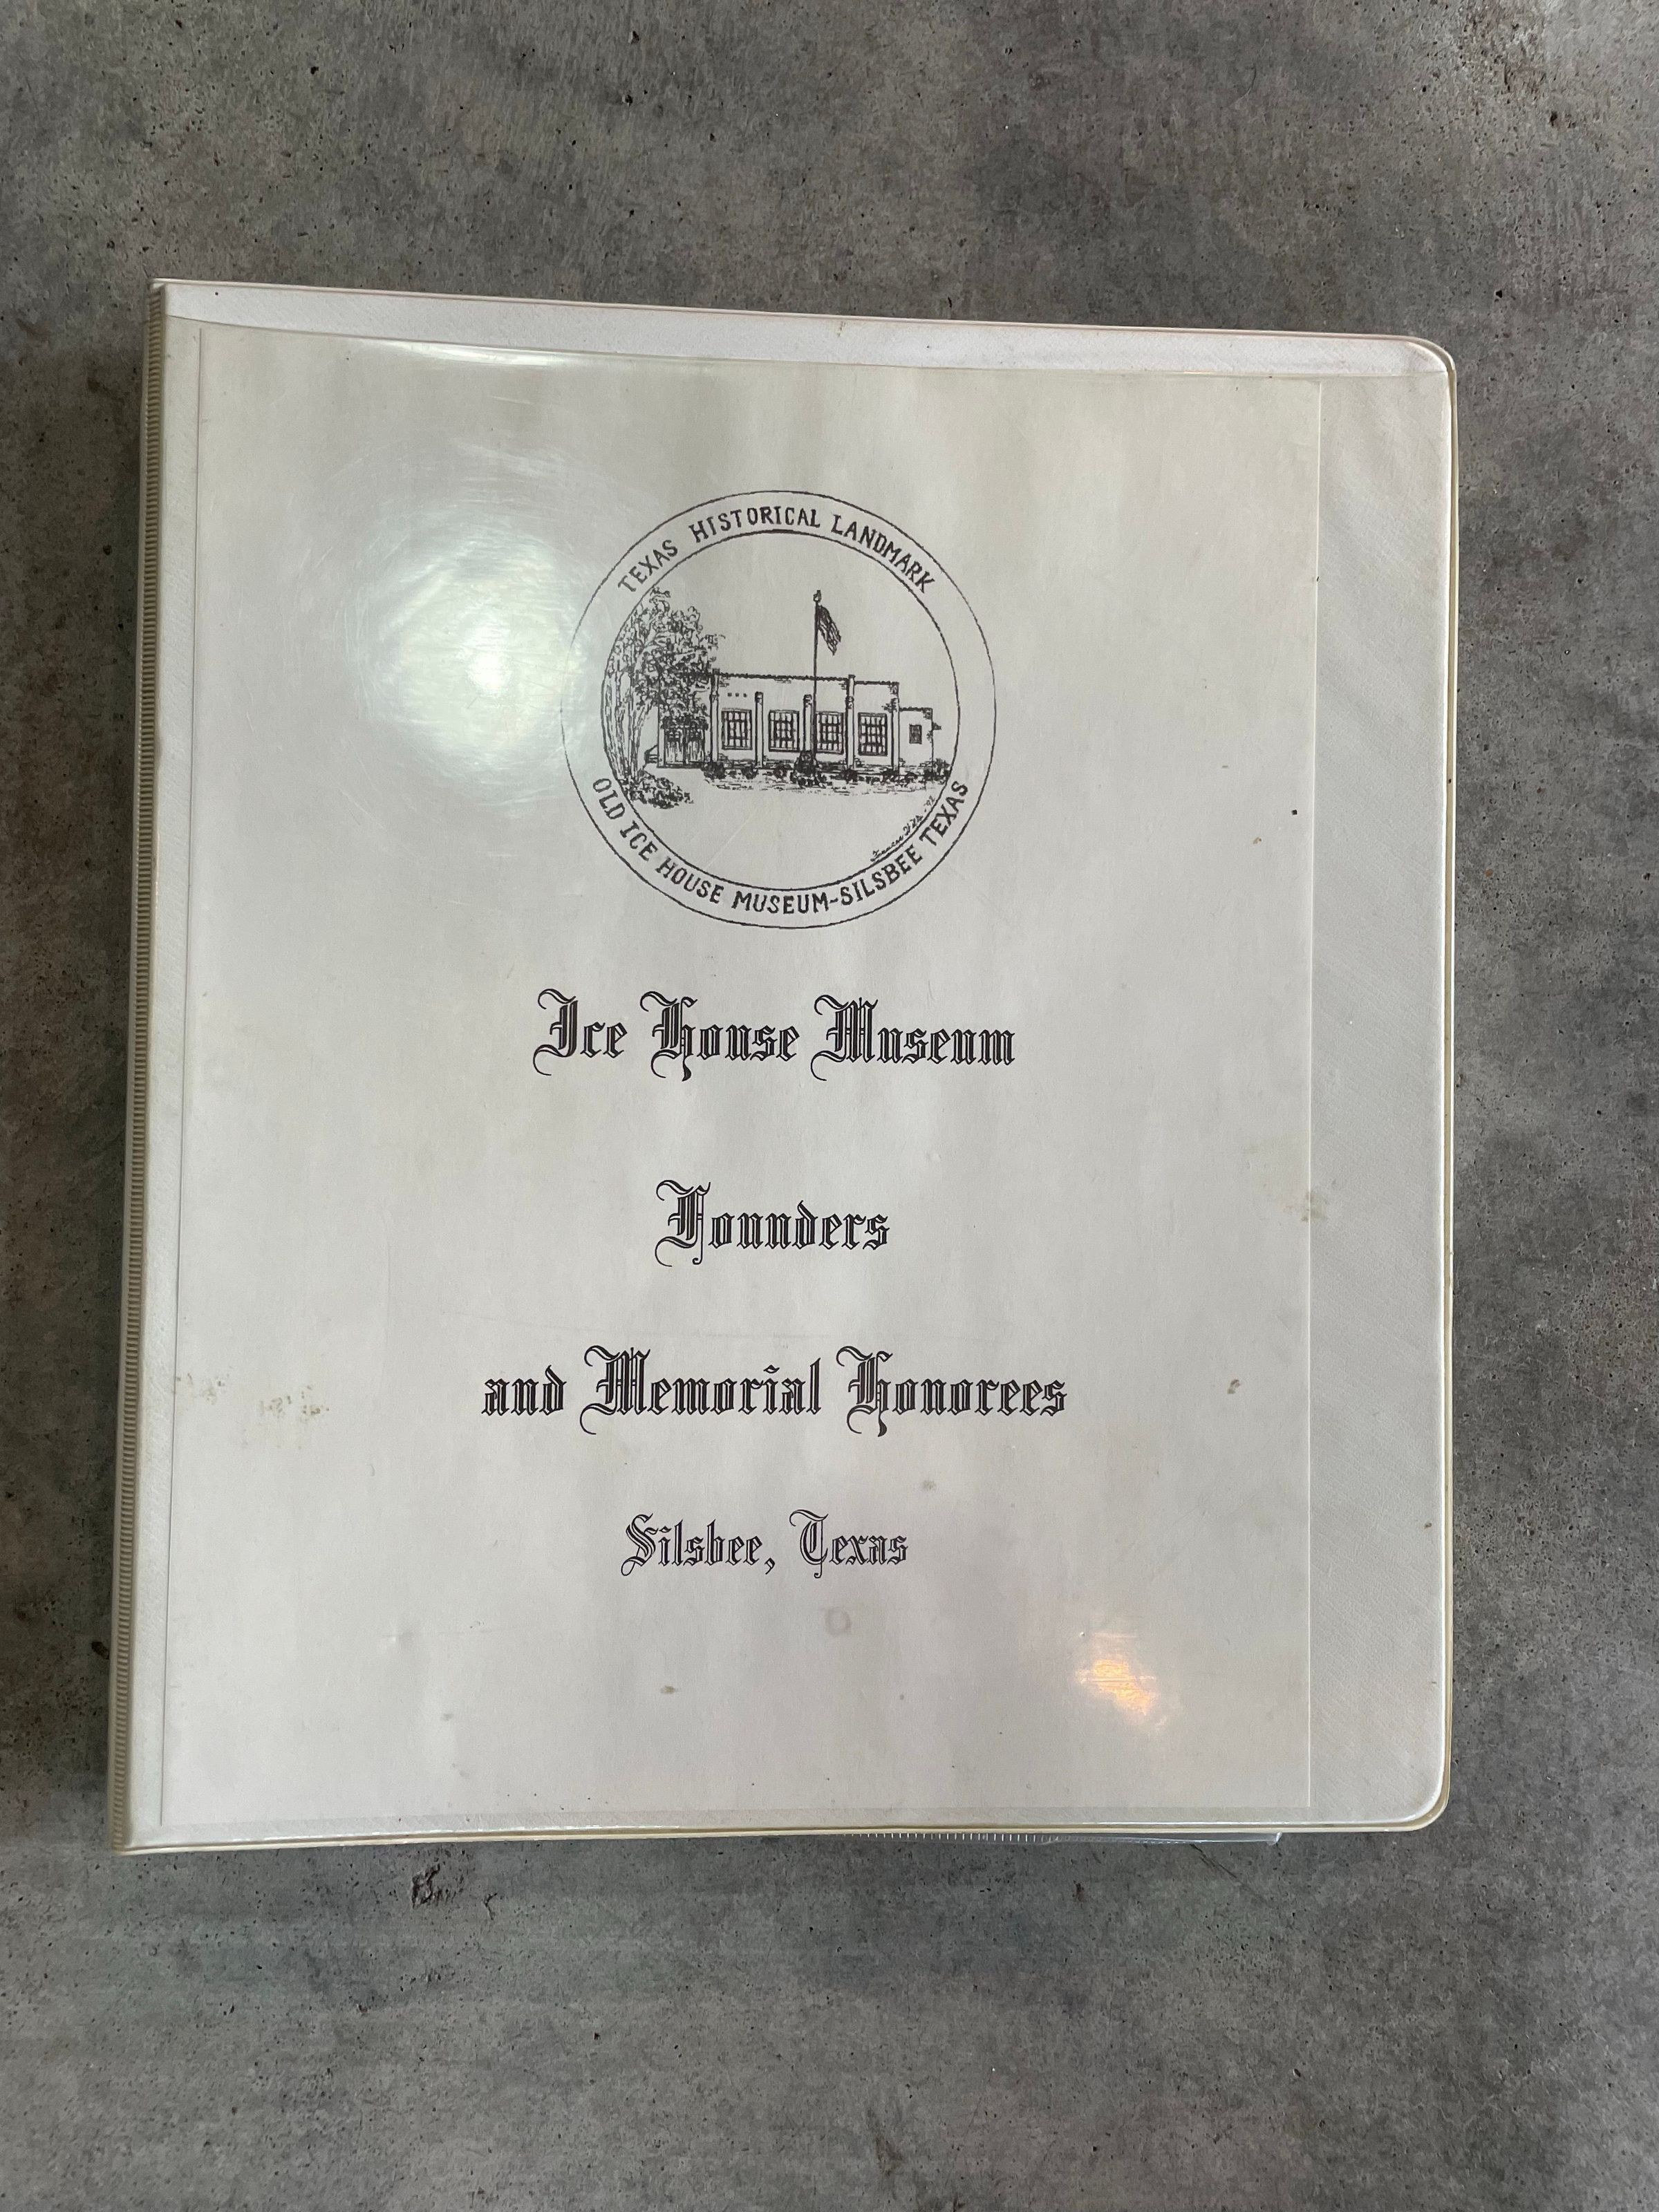 TEXAS HISTORICAL LANDMARK
OLD ICE HOUSE MUSEUM-SILSBEE TEXAS
Ice House Museum
Founders
and Memorial Honorees
Silsbee, Texas